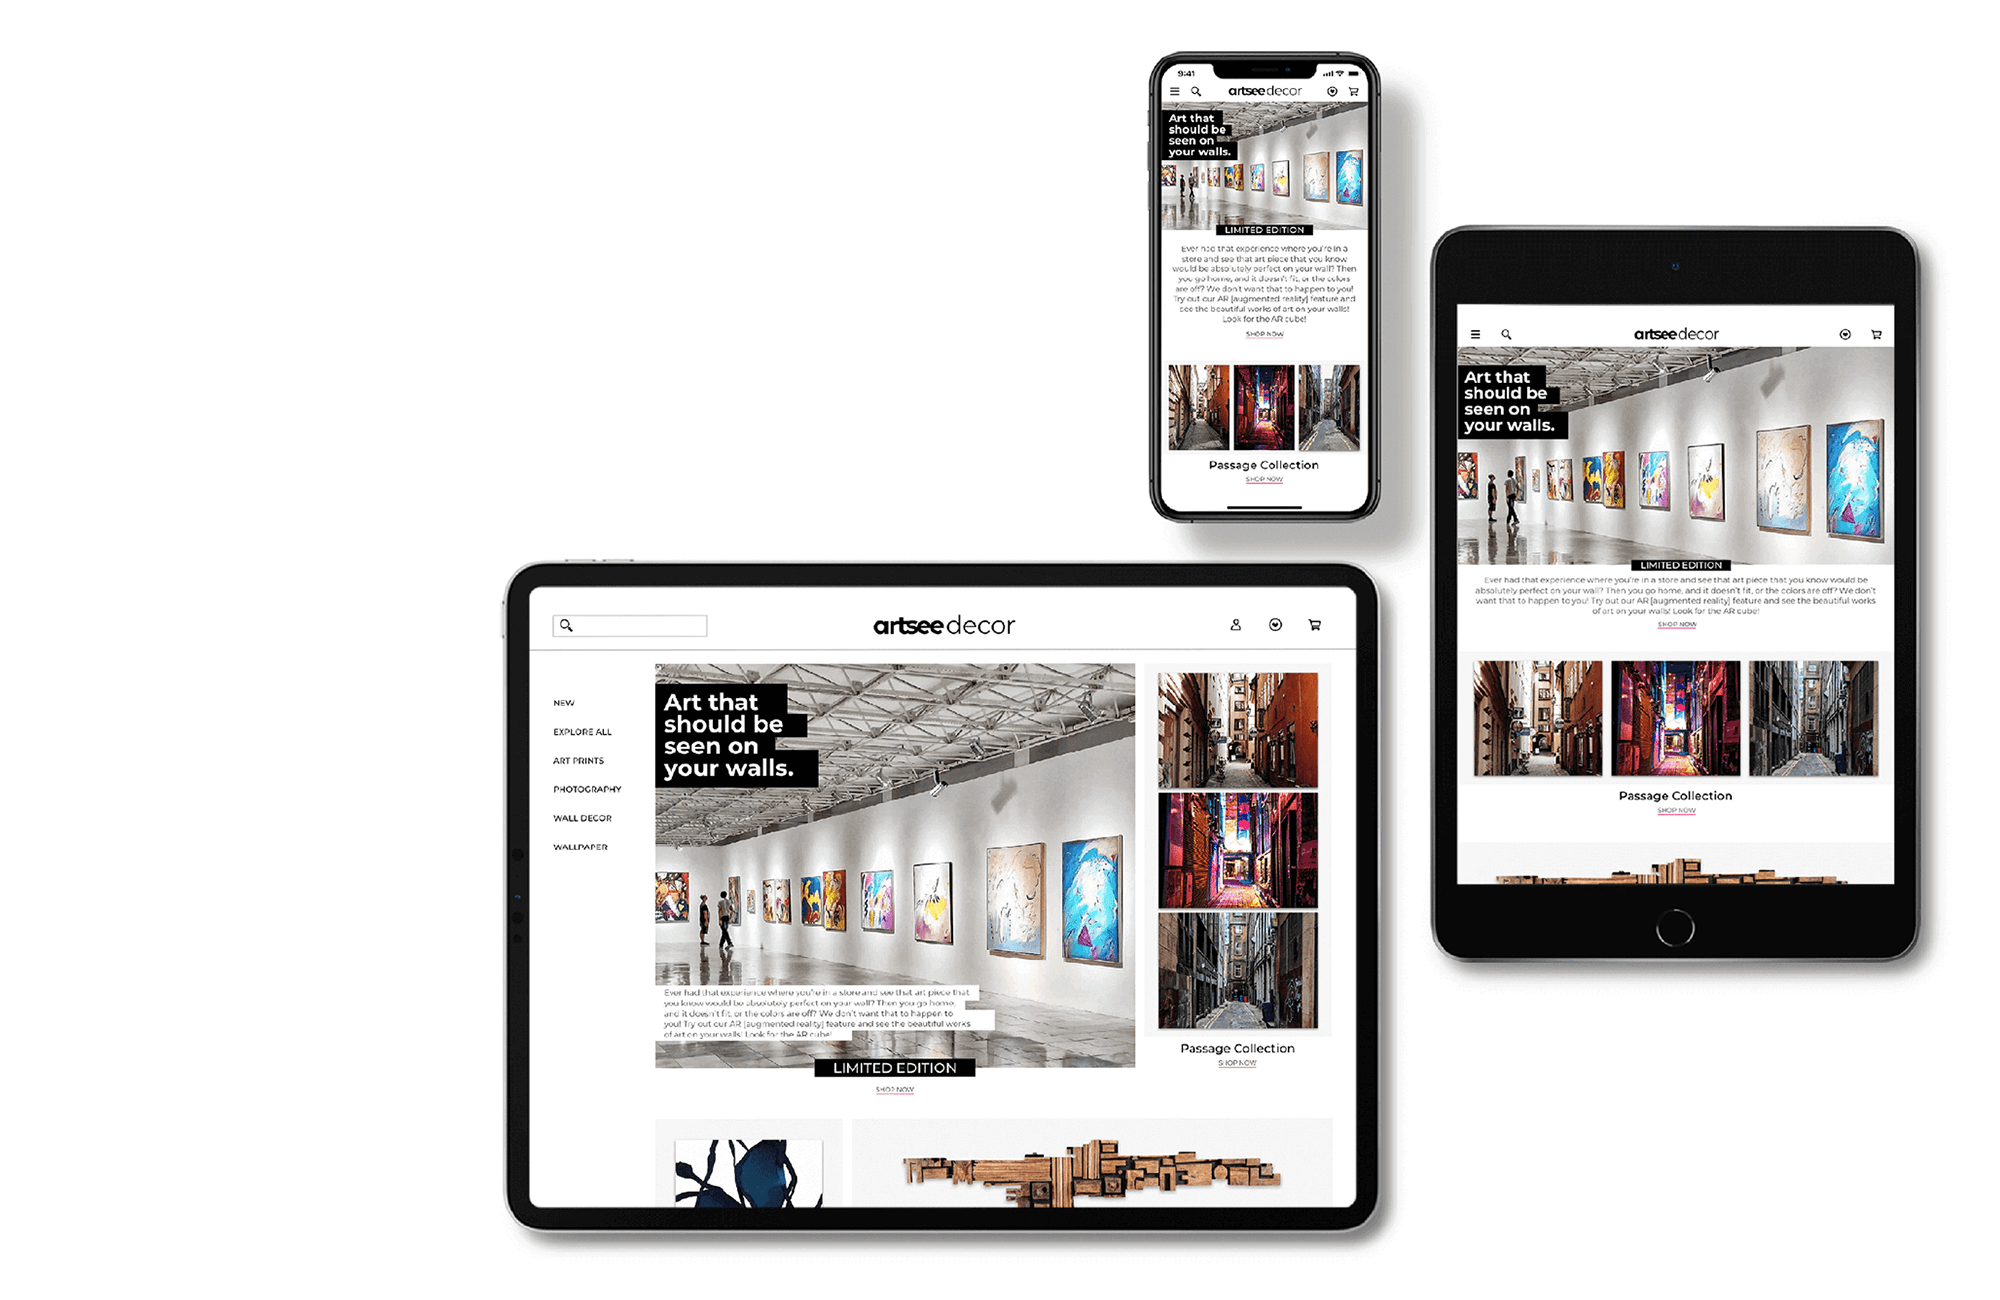 9:41
artsee decor
Art that
should be
seen on
your walls.
LIMITED EDITION
Ever had that experience where you're in a
store and see that art piece that you know
would be absolutely perfect on your wall? Then
you go home, and it doesn't fit, or the colors
are off? We don't want that to happen to you!
Try out our AR [augmented reality] feature and
see the beautiful works of art on your walls!
Look for the AR cube!
SHOP NOW
Passage Collection
SHOP NOW
artsee decor
Art that
should be
seen on
your walls.
LIMITED EDITION
Ever had that experience where you're in a store and see that art piece that you know would be
absolutely perfect on your wall? Then you go home, and it doesn't fit, or the colors are off? We don't
want that to happen to you! Try out our AR [augmented reality] feature and see the beautiful works
of art on your walls! Look for the AR cube!
SHOP NOW
Passage Collection
SHOP NOW
artsee decor
NEW
EXPLORE ALL
ART PRINTS
PHOTOGRAPHY
WALL DECOR
WALLPAPER
Art that
should be
seen on
your walls.
Ever had that experience where you're in a store and see that art piece that
you know would be absolutely perfect on your wall? Then you go home,
and it doesn't fit, or the colors are off? We don't want that to happen to
you! Try out our AR [augmented reality] feature and see the beautiful works
of art on your walls! Look for the AR cube!
LIMITED EDITION
SHOP NOW
Passage Collection
SHOP NOW